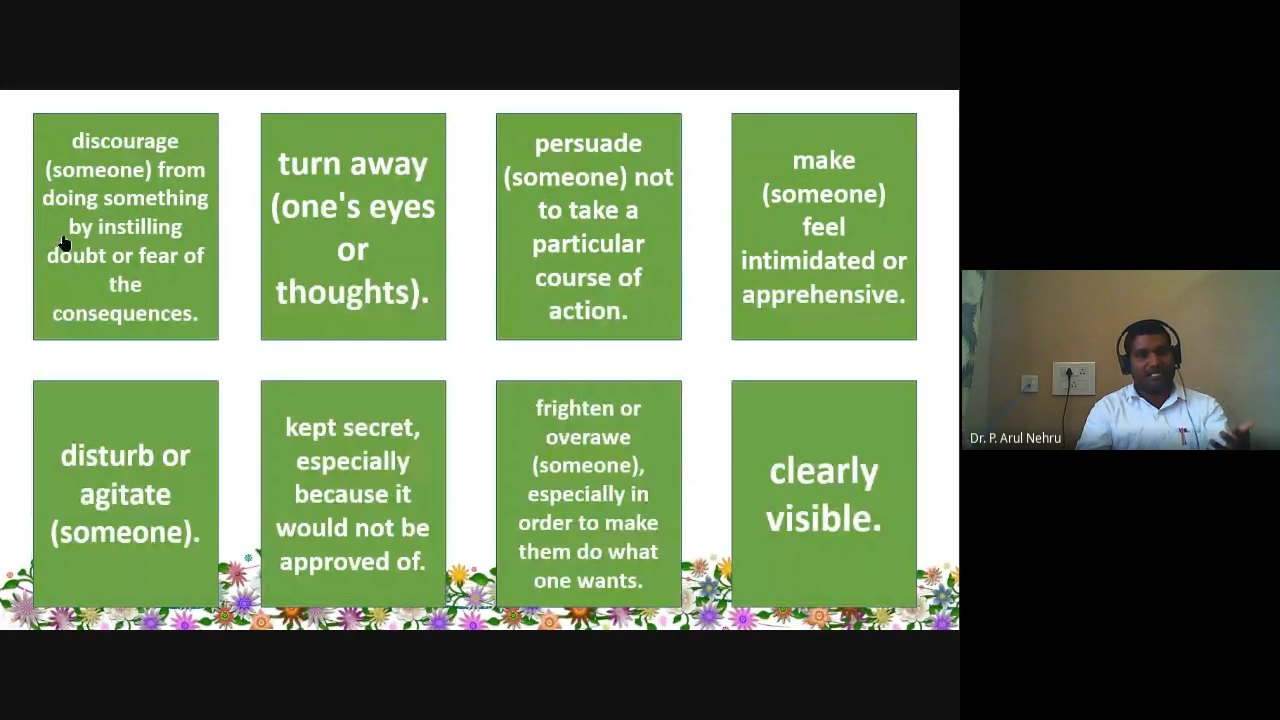 discourage
(someone) from
doing something
by instilling
doubt or fear of
the
consequences.
turn away
(one's eyes
or
thoughts).
persuade
(someone) not
to take a
particular
course of
action.
make
(someone)
feel
intimidated or
apprehensive.
disturb or
agitate
(someone).
kept secret,
especially
because it
would not be
approved of.
frighten or
overawe
(someone),
especially in
order to make
them do what
one wants.
clearly
visible.
Dr. P. Arul Nehru